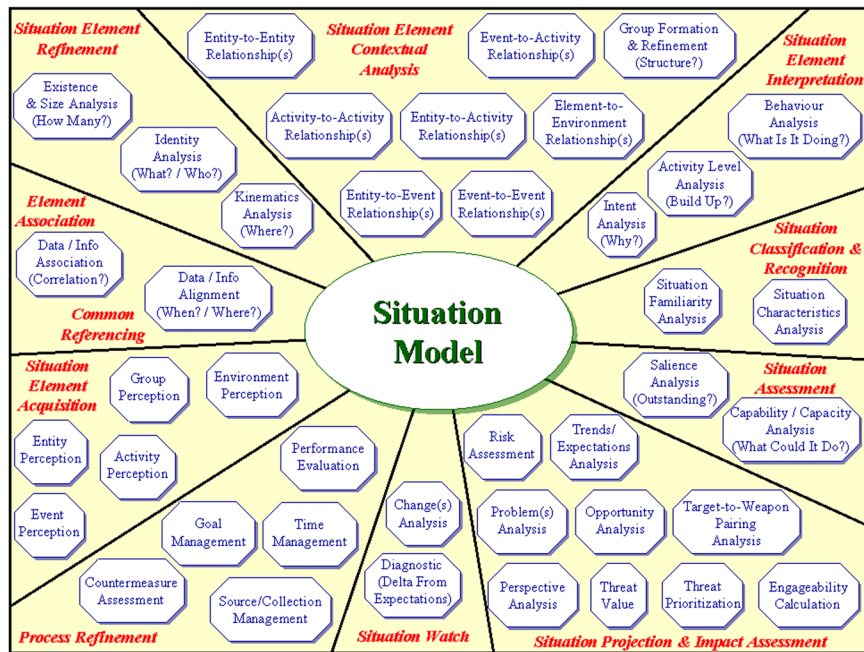 Situation Element
Refinement
Existence
& Size Analysis
(How Many?)
Identity
Analysis
(What? / Who?)
Kinematics
Analysis
(Where?)
Situation Element
Contextual
Analysis
Entity-to-Entity
Relationship(s)
Event-to-Activity
Relationship(s)
Group Formation
& Refinement
(Structure?)
Activity-to-Activity
Relationship(s)
Entity-to-Activity
Relationship(s)
Element-to-
Environment
Relationship(s)
Entity-to-Event
Relationship(s)
Event-to-Event
Relationship(s)
Situation
Element
Interpretation
Behaviour
Analysis
(What Is It Doing?)
Activity Level
Analysis
(Build Up?)
Intent
Analysis
(Why?)
Element
Association
Data / Info
Association
(Correlation?)
Data / Info
Alignment
(When? / Where?)
Common
Referencing
Situation
Model
Situation
Classification &
Recognition
Situation
Familiarity
Analysis
Situation
Characteristics
Analysis
Situation
Element
Acquisition
Group
Perception
Environment
Perception
Entity
Perception
Activity
Perception
Event
Perception
Situation
Assessment
Salience
Analysis
(Outstanding?)
Capability / Capacity
Analysis
(What Could It Do?)
Performance
Evaluation
Goal
Management
Time
Management
Countermeasure
Assessment
Source/Collection
Management
Process Refinement
Change(s)
Analysis
Diagnostic
(Delta From
Expectations)
Situation Watch
Risk
Assessment
Trends/
Expectations
Analysis
Problem(s)
Analysis
Opportunity
Analysis
Target-to-Weapon
Pairing
Analysis
Perspective
Analysis
Threat
Value
Threat
Prioritization
Engageability
Calculation
Situation Projection & Impact Assessment